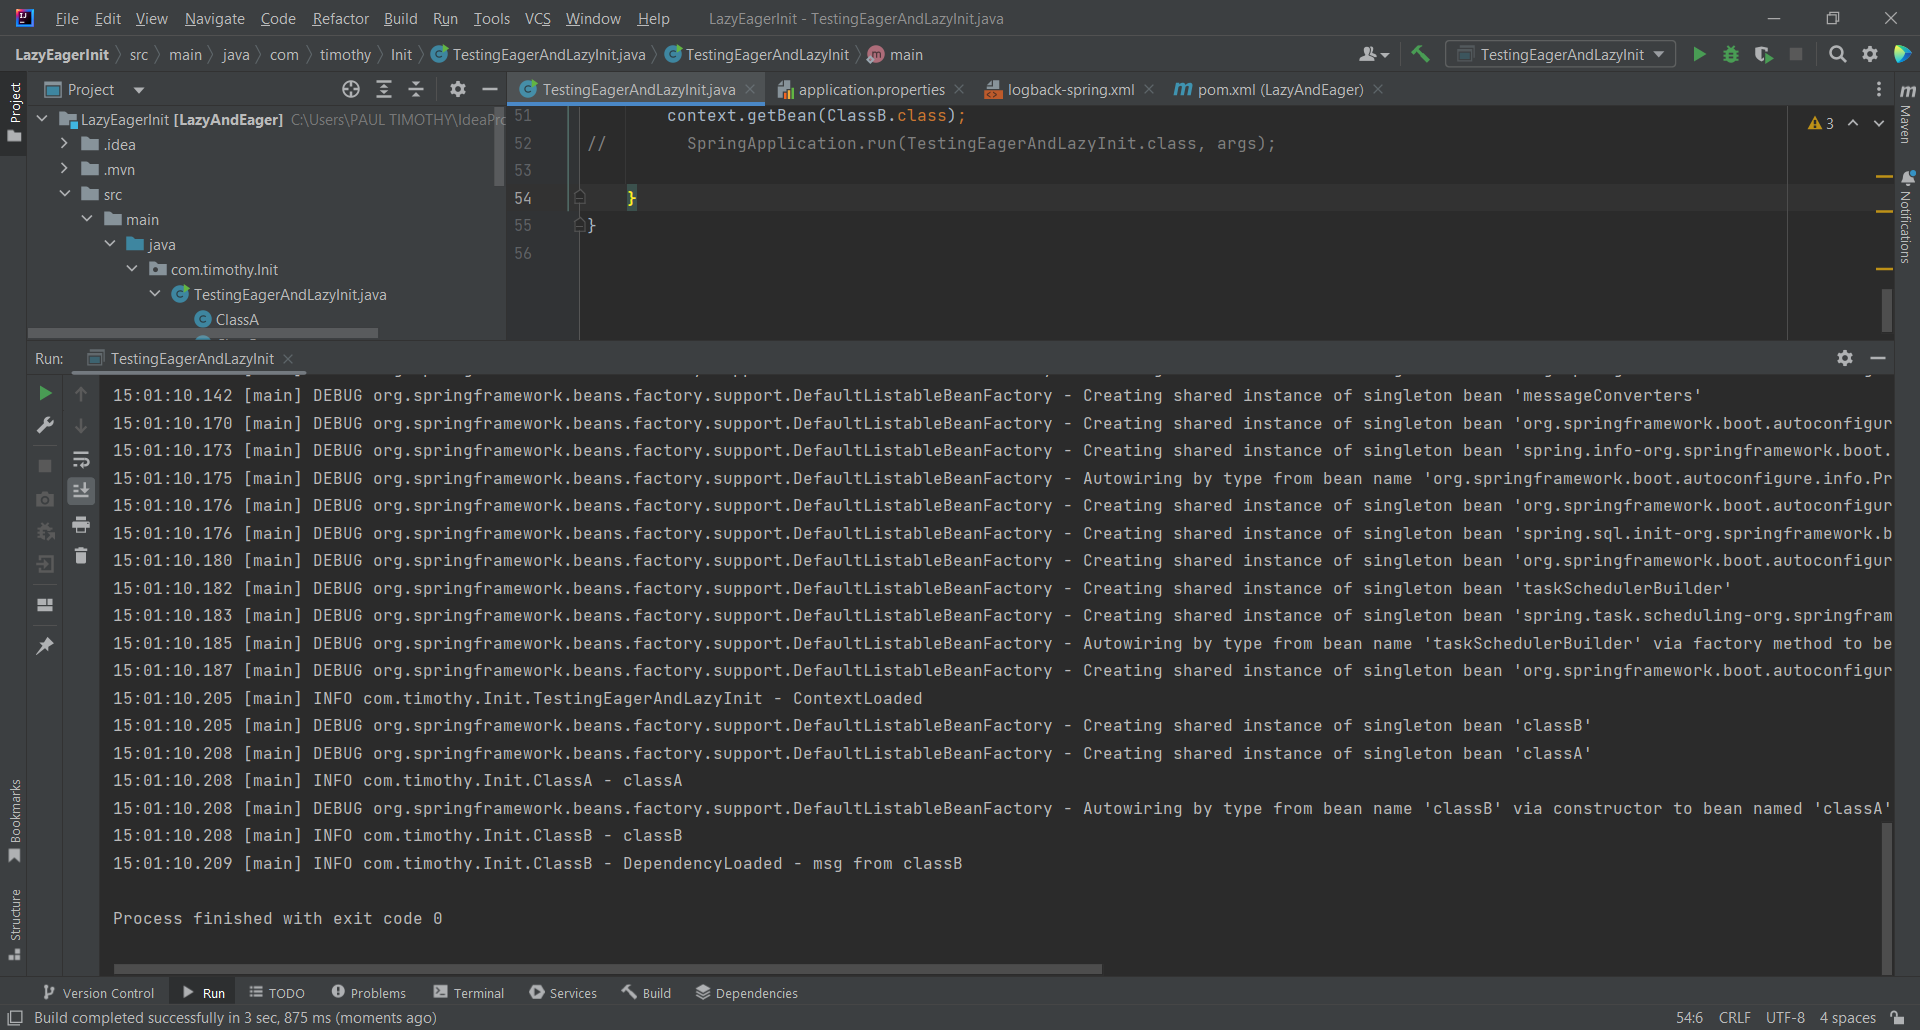 File Edit View Navigate Code Refactor Build Run Tools VCS Window Help LazyEagerInit - TestingEagerAndLazyInit.java
LazyEagerInit src main java com timothy Init TestingEagerAndLazyInit.java TestingEagerAndLazyInit main TestingEagerAndLazyInit
Project
Project
TestingEagerAndLazyInit.java application.properties logback-spring.xml pom.xml (LazyAndEager)
LazyEagerInit [LazyAndEager] C:\Users\PAUL TIMOTHY\IdeaPro
.idea
.mvn
src
main
java
com.timothy.Init
TestingEagerAndLazyInit.java
ClassA
51 context.getBean(ClassB.class);
52 // SpringApplication.run(TestingEagerAndLazyInit.class, args);
53
54 }
55 }
56
3
Maven
Notifications
Run: TestingEagerAndLazyInit
15:01:10.142 [main] DEBUG org.springframework.beans.factory.support.DefaultListableBeanFactory - Creating shared instance of singleton bean 'messageConverters'
15:01:10.170 [main] DEBUG org.springframework.beans.factory.support.DefaultListableBeanFactory - Creating shared instance of singleton bean 'org.springframework.boot.autoconfigur
15:01:10.173 [main] DEBUG org.springframework.beans.factory.support.DefaultListableBeanFactory - Creating shared instance of singleton bean 'spring.info-org.springframework.boot.
15:01:10.175 [main] DEBUG org.springframework.beans.factory.support.DefaultListableBeanFactory - Autowiring by type from bean name 'org.springframework.boot.autoconfigure.info.Pr
15:01:10.176 [main] DEBUG org.springframework.beans.factory.support.DefaultListableBeanFactory - Creating shared instance of singleton bean 'org.springframework.boot.autoconfigur
15:01:10.176 [main] DEBUG org.springframework.beans.factory.support.DefaultListableBeanFactory - Creating shared instance of singleton bean 'spring.sql.init-org.springframework.b
15:01:10.180 [main] DEBUG org.springframework.beans.factory.support.DefaultListableBeanFactory - Creating shared instance of singleton bean 'org.springframework.boot.autoconfigur
15:01:10.182 [main] DEBUG org.springframework.beans.factory.support.DefaultListableBeanFactory - Creating shared instance of singleton bean 'taskSchedulerBuilder'
15:01:10.183 [main] DEBUG org.springframework.beans.factory.support.DefaultListableBeanFactory - Creating shared instance of singleton bean 'spring.task.scheduling-org.springfram
15:01:10.185 [main] DEBUG org.springframework.beans.factory.support.DefaultListableBeanFactory - Autowiring by type from bean name 'taskSchedulerBuilder' via factory method to be
15:01:10.187 [main] DEBUG org.springframework.beans.factory.support.DefaultListableBeanFactory - Creating shared instance of singleton bean 'org.springframework.boot.autoconfigur
15:01:10.205 [main] INFO com.timothy.Init.TestingEagerAndLazyInit - ContextLoaded
15:01:10.205 [main] DEBUG org.springframework.beans.factory.support.DefaultListableBeanFactory - Creating shared instance of singleton bean 'classB'
15:01:10.208 [main] DEBUG org.springframework.beans.factory.support.DefaultListableBeanFactory - Creating shared instance of singleton bean 'classA'
15:01:10.208 [main] INFO com.timothy.Init.ClassA - classA
15:01:10.208 [main] DEBUG org.springframework.beans.factory.support.DefaultListableBeanFactory - Autowiring by type from bean name 'classB' via constructor to bean named 'classA'
15:01:10.208 [main] INFO com.timothy.Init.ClassB - classB
15:01:10.209 [main] INFO com.timothy.Init.ClassB - DependencyLoaded - msg from classB
Process finished with exit code 0
Bookmarks
Structure
Version Control Run TODO Problems Terminal Services Build Dependencies
Build completed successfully in 3 sec, 875 ms (moments ago) 54:6 CRLF UTF-8 4 spaces